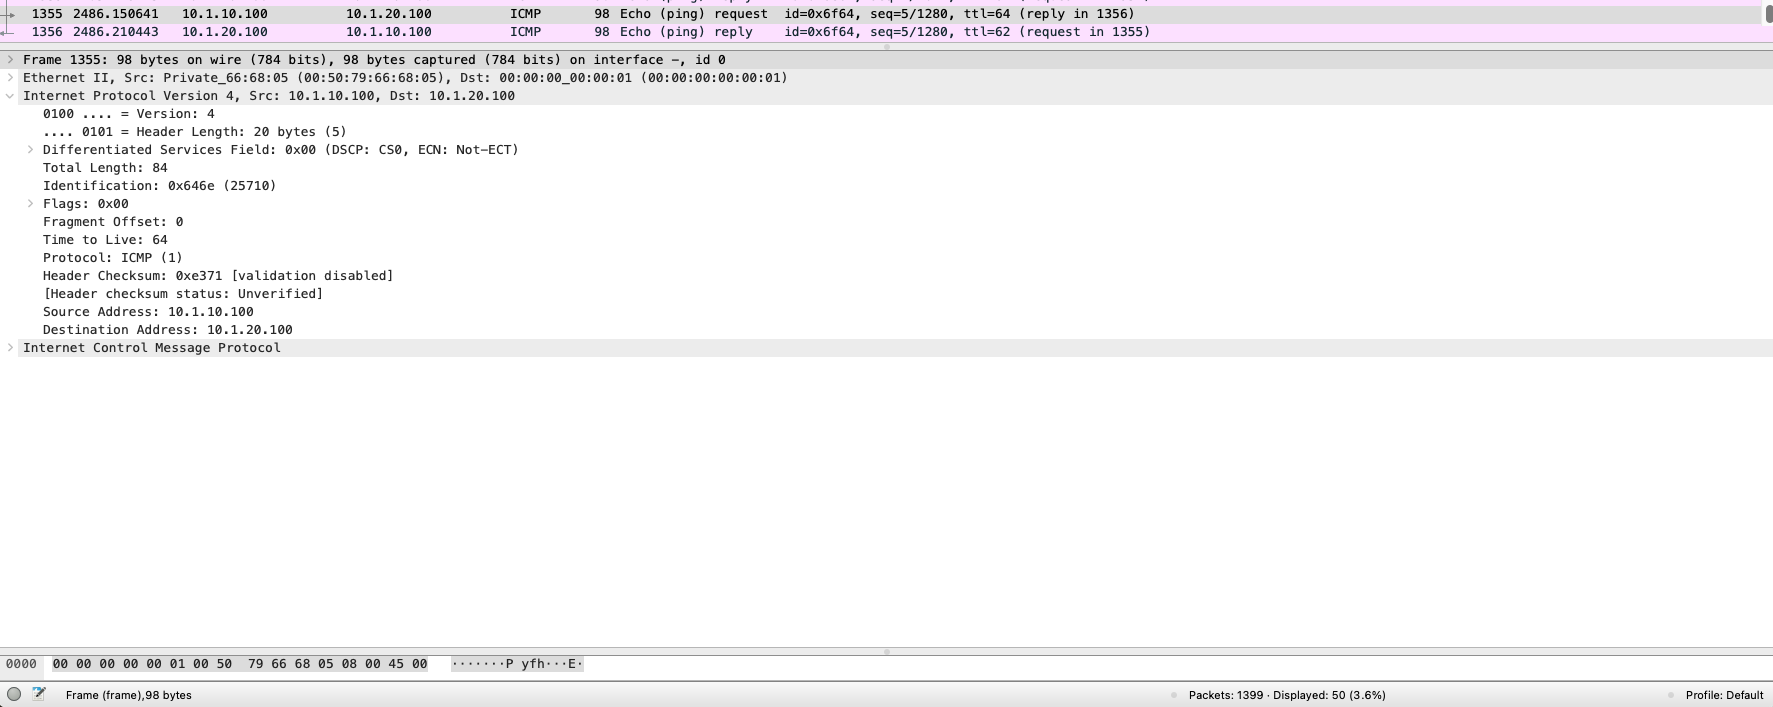 1355 2486.150641 10.1.10.100 10.1.20.100 ICMP 98 Echo (ping) request id=0x6f64, seq=5/1280, ttl=64 (reply in 1356)
1356 2486.210443 10.1.20.100 10.1.10.100 ICMP 98 Echo (ping) reply id=0x6f64, seq=5/1280, ttl=62 (request in 1355)
Frame 1355: 98 bytes on wire (784 bits), 98 bytes captured (784 bits) on interface -, id 0
Ethernet II, Src: Private_66:68:05 (00:50:79:66:68:05), Dst: 00:00:00_00:00:01 (00:00:00:00:00:01)
Internet Protocol Version 4, Src: 10.1.10.100, Dst: 10.1.20.100
0100 .... = Version: 4
.... 0101 = Header Length: 20 bytes (5)
Differentiated Services Field: 0x00 (DSCP: CS0, ECN: Not-ECT)
Total Length: 84
Identification: 0x646e (25710)
Flags: 0x00
Fragment Offset: 0
Time to Live: 64
Protocol: ICMP (1)
Header Checksum: 0xe371 [validation disabled]
[Header checksum status: Unverified]
Source Address: 10.1.10.100
Destination Address: 10.1.20.100
Internet Control Message Protocol
0000 00 00 00 00 00 01 00 50 79 66 68 05 08 00 45 00 ·······P yfh···E·
Frame (frame),98 bytes Packets: 1399 · Displayed: 50 (3.6%) Profile: Default